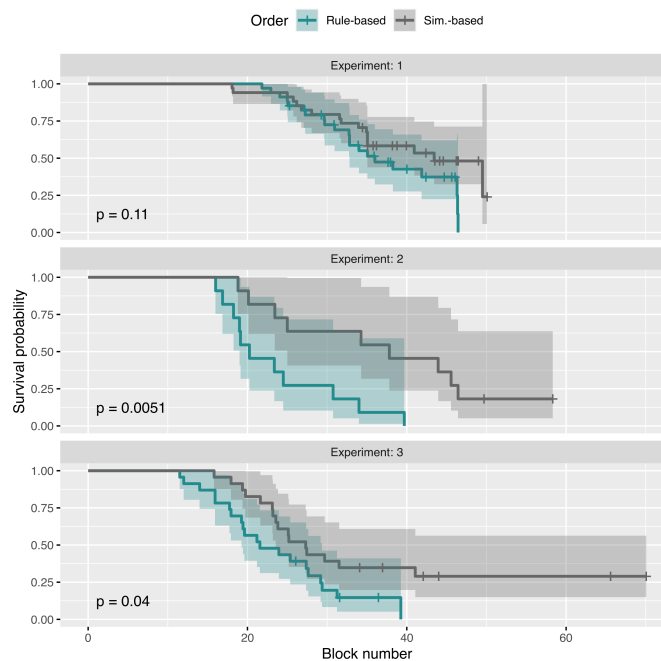 Order Rule-based Sim.-based
Experiment: 1
1.00
0.75
0.50
0.25
0.00
p = 0.11
Experiment: 2
1.00
0.75
0.50
0.25
0.00
p = 0.0051
Survival probability
Experiment: 3
1.00
0.75
0.50
0.25
0.00
p = 0.04
0 20 40 60
Block number